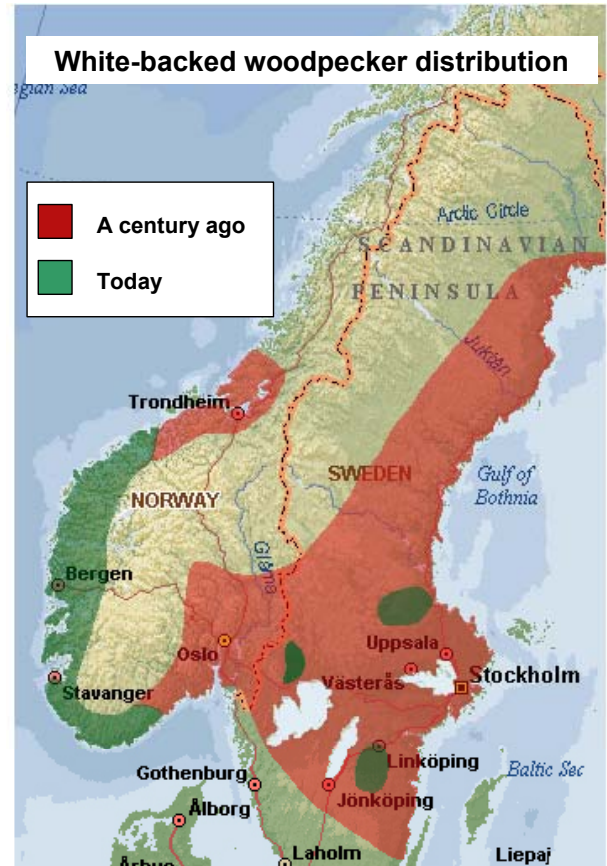 White-backed woodpecker distribution
gian Sea
A century ago
Today
Arctic Circle
SCANDINAVIAN
PENINSULA
Trondheim
SWEDEN
Gulf of
Bothnia
NORWAY
Glåma
Bergen
Oslo
Uppsala
Västerås
Stockholm
Stavanger
Linköping
Baltic Sec
Gothenburg
Jönköping
Ålborg
Laholm
Liepaj